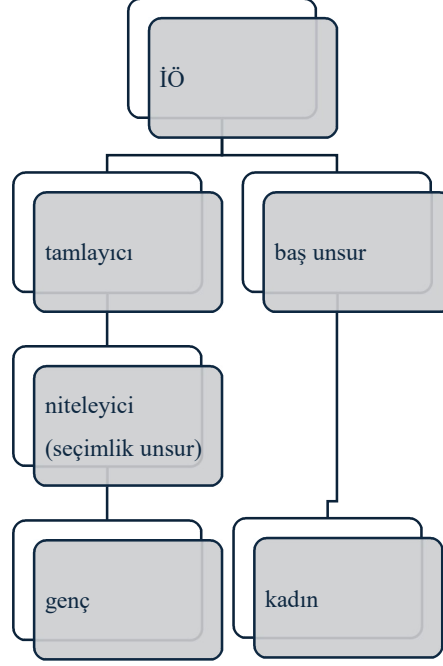 İÖ
tamlayıcı
baş unsur
niteleyici
(seçimlik unsur)
genç
kadın